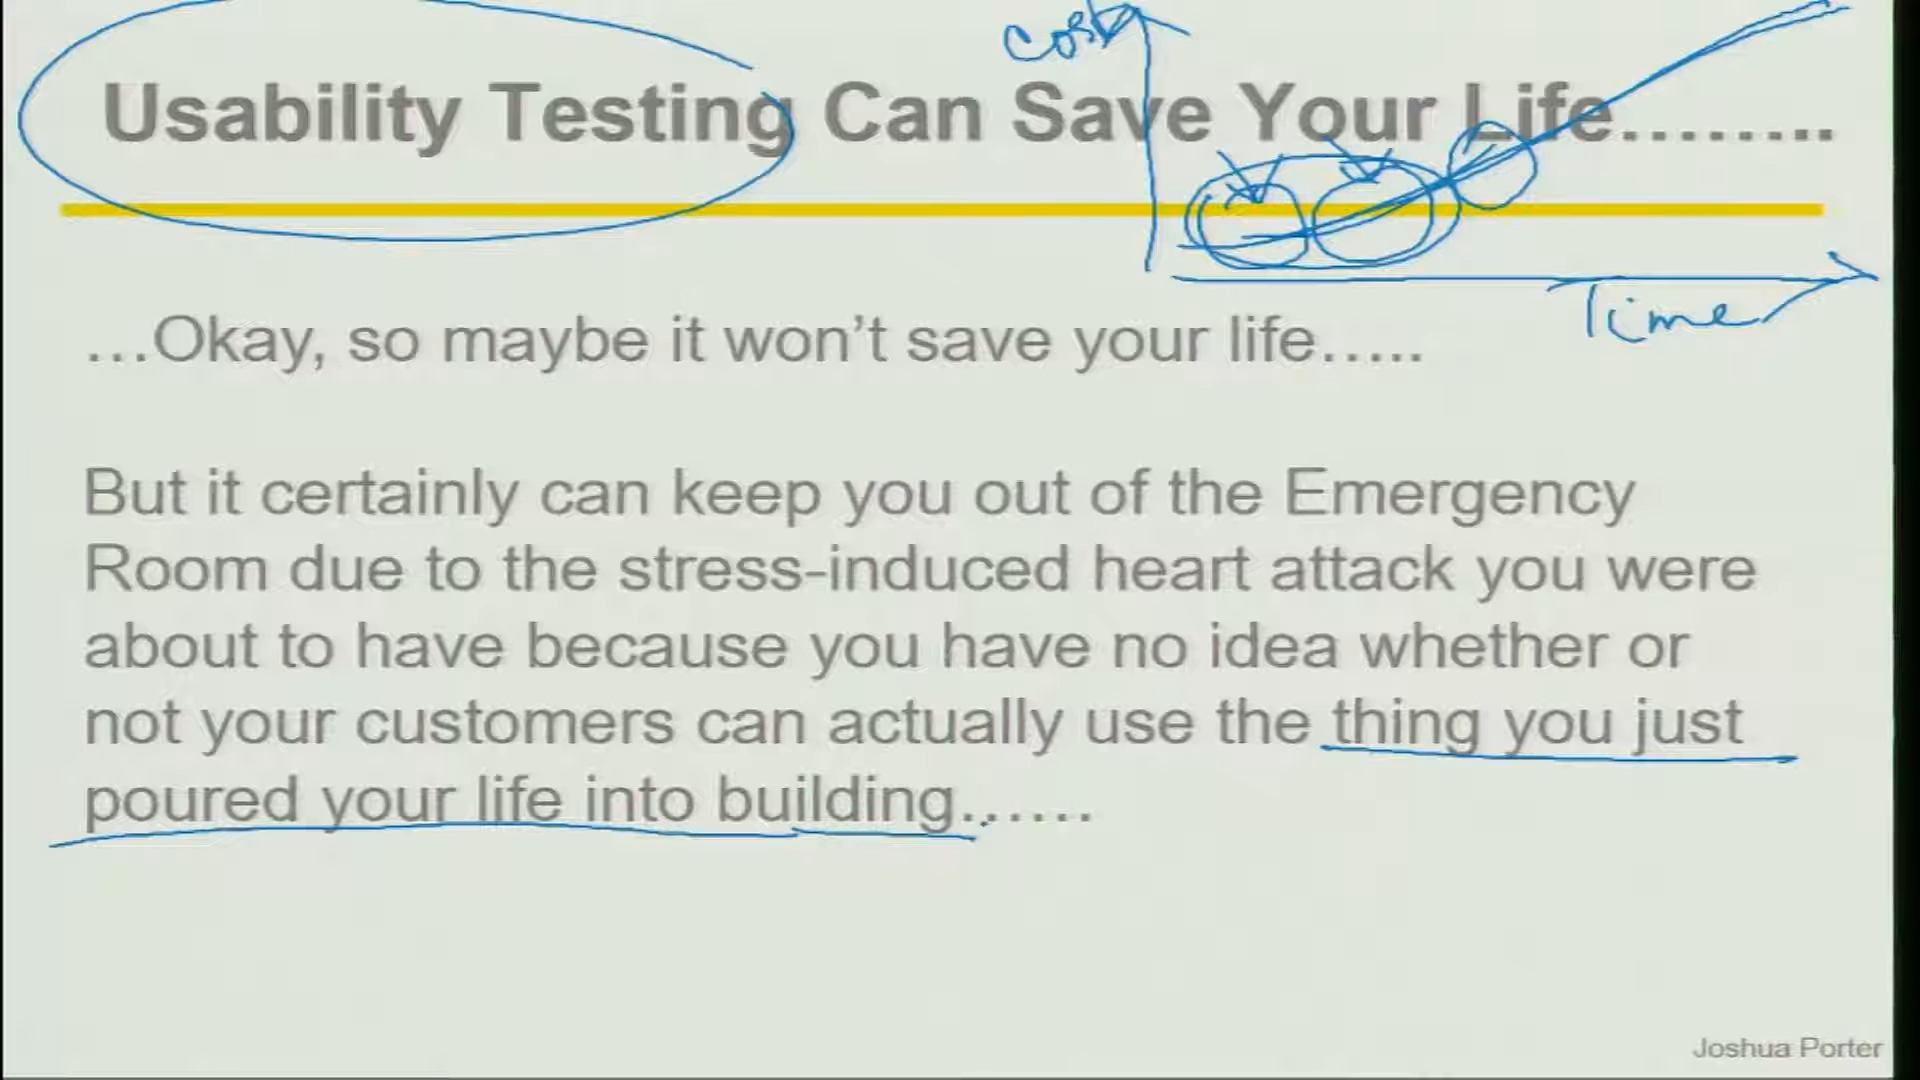 Cost
Usability Testing Can Save Your Life........
Time
...Okay, so maybe it won't save your life.....
But it certainly can keep you out of the Emergency
Room due to the stress-induced heart attack you were
about to have because you have no idea whether or
not your customers can actually use the thing you just
poured your life into building.......
Joshua Porter